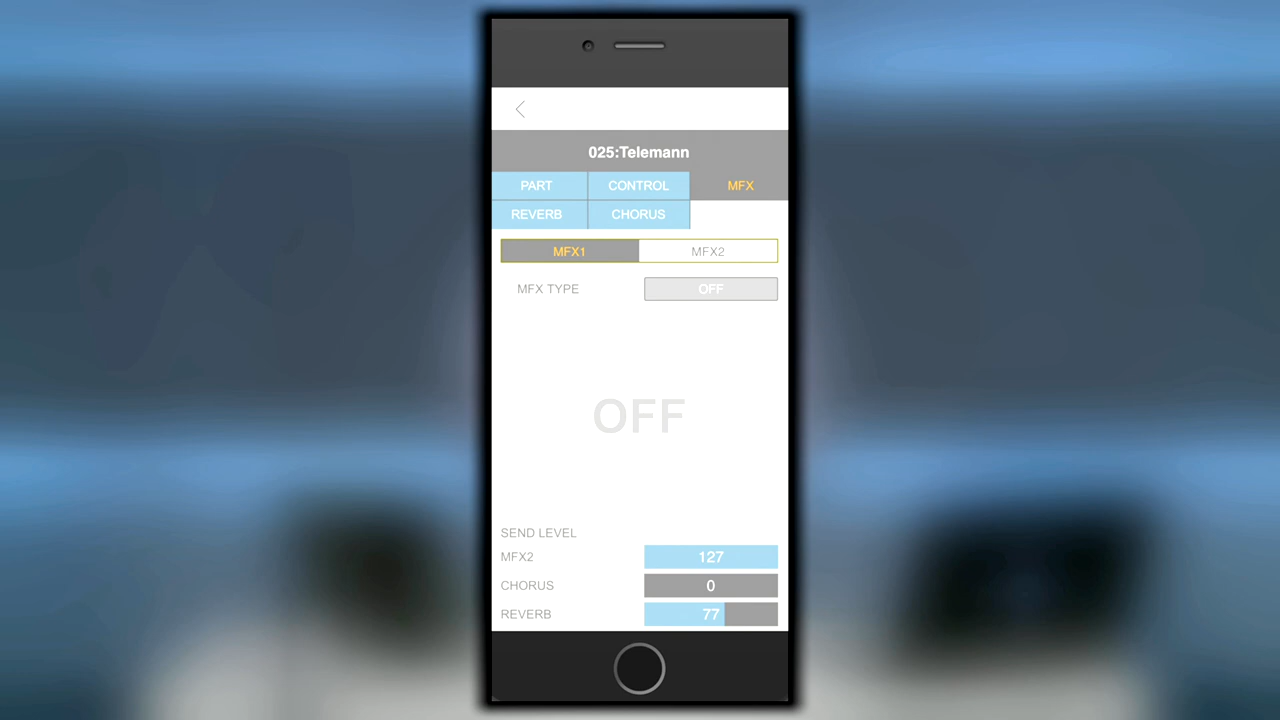 025:Telemann
PART CONTROL MFX
REVERB CHORUS
MFX1 MFX2
MFX TYPE OFF
OFF
SEND LEVEL
MFX2 127
CHORUS 0
REVERB 77